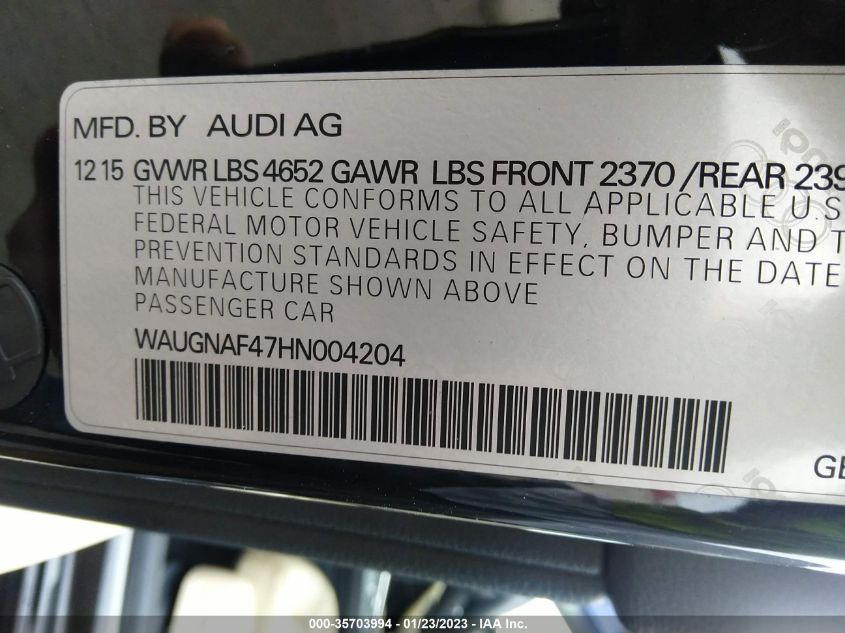 MFD. BY AUDI AG
12 15 GVWR LBS 4652 GAWR LBS FRONT 2370 /REAR 239
THIS VEHICLE CONFORMS TO ALL APPLICABLE U.S
FEDERAL MOTOR VEHICLE SAFETY, BUMPER AND T
PREVENTION STANDARDS IN EFFECT ON THE DATE
MANUFACTURE SHOWN ABOVE
PASSENGER CAR
WAUGNAF47HN004204
GE
000-35703994 - 01/23/2023 - IAA Inc.